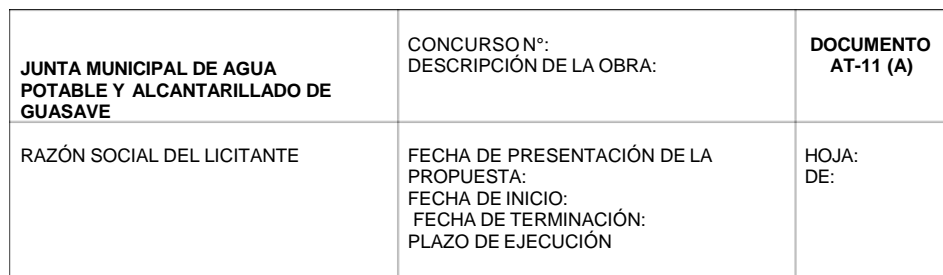 JUNTA MUNICIPAL DE AGUA
POTABLE Y ALCANTARILLADO DE
GUASAVE
CONCURSO N°:
DESCRIPCIÓN DE LA OBRA:
DOCUMENTO
AT-11 (A)
RAZÓN SOCIAL DEL LICITANTE
FECHA DE PRESENTACIÓN DE LA
PROPUESTA:
FECHA DE INICIO:
FECHA DE TERMINACIÓN:
PLAZO DE EJECUCIÓN
HOJA:
DE: